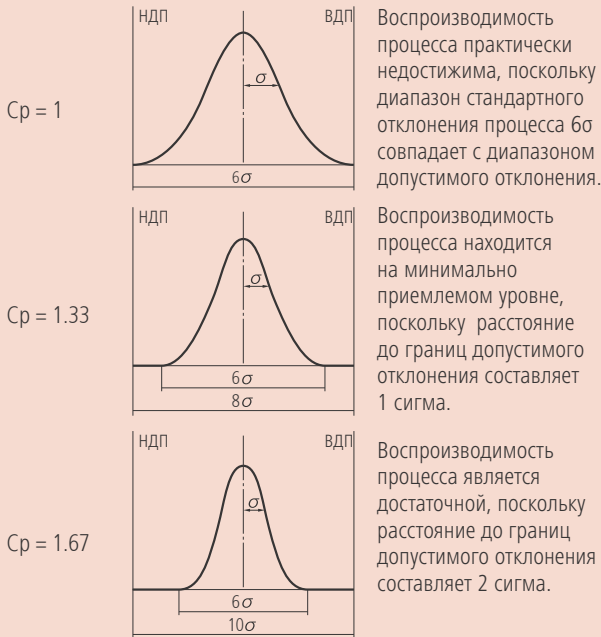 НДП
ВДП
σ
Cp = 1
6σ
Воспроизводимость
процесса практически
недостижима, поскольку
диапазон стандартного
отклонения процесса 6σ
совпадает с диапазоном
допустимого отклонения.
НДП
ВДП
σ
Cp = 1.33
6σ
8σ
Воспроизводимость
процесса находится
на минимально
приемлемом уровне,
поскольку расстояние
до границ допустимого
отклонения составляет
1 сигма.
НДП
ВДП
σ
Cp = 1.67
6σ
10σ
Воспроизводимость
процесса является
достаточной, поскольку
расстояние до границ
допустимого отклонения
составляет 2 сигма.